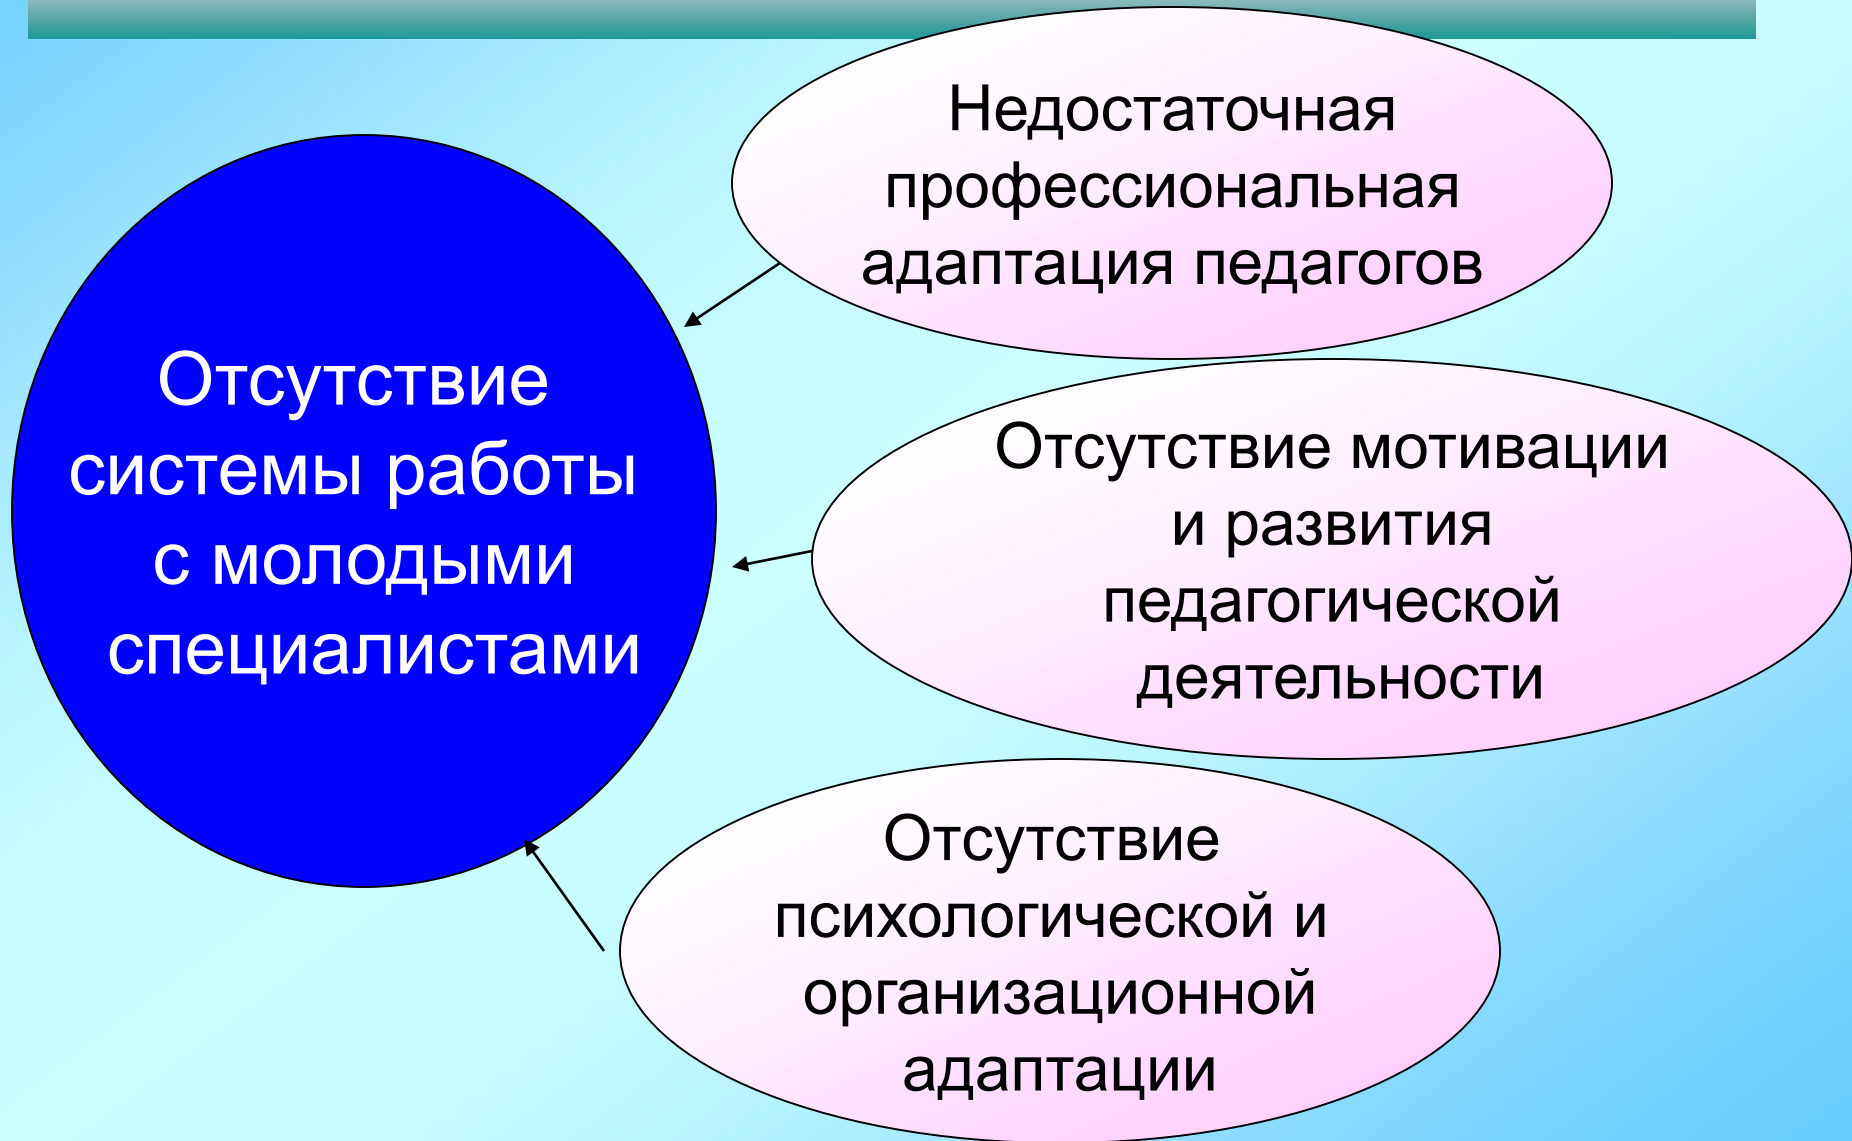 Отсутствие
системы работы
с молодыми
специалистами
Недостаточная
профессиональная
адаптация педагогов
Отсутствие мотивации
и развития
педагогической
деятельности
Отсутствие
психологической и
организационной
адаптации